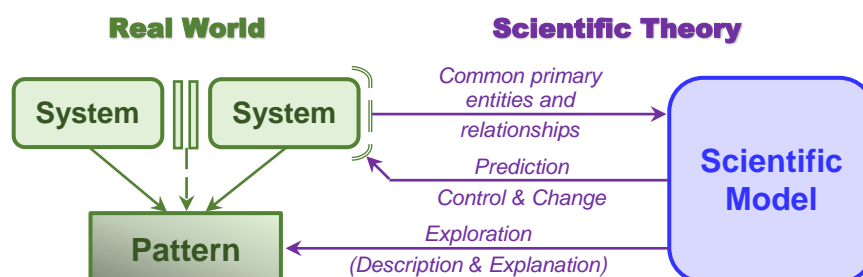 Real World
Scientific Theory
System
System
Common primary
entities and
relationships
Prediction
Control & Change
Scientific
Model
Pattern
Exploration
(Description & Explanation)